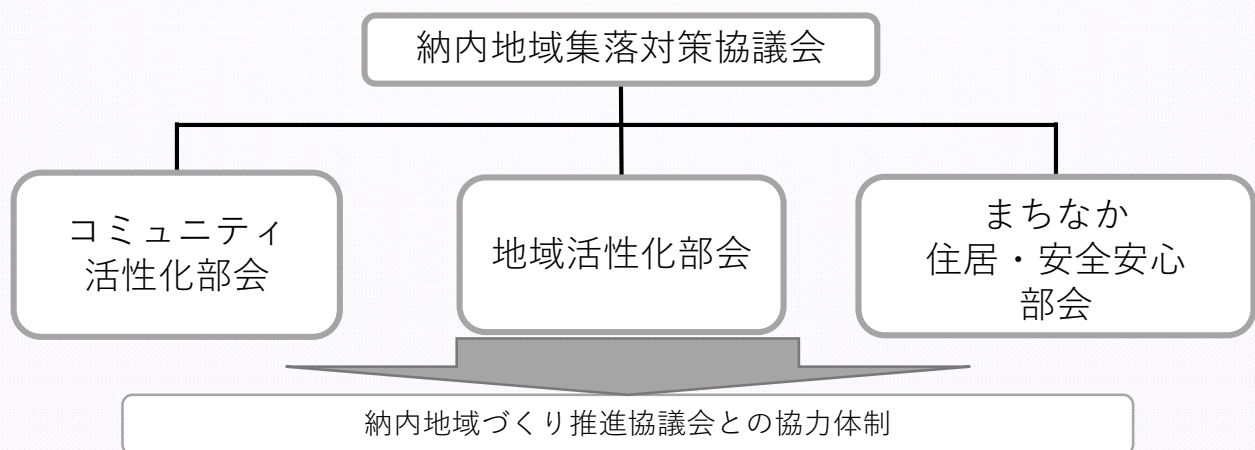 納内地域集落対策協議会
コミュニティ
活性化部会
地域活性化部会
まちなか
住居・安全安心
部会
納内地域づくり推進協議会との協力体制